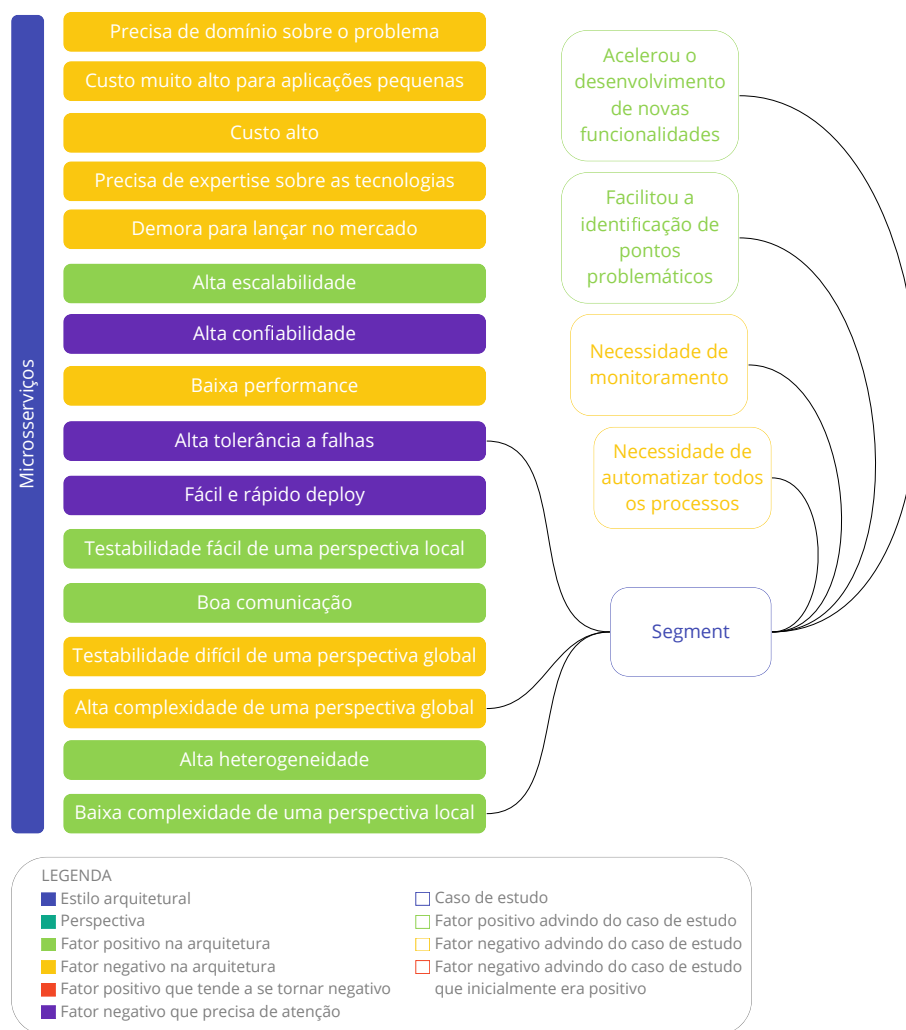 Microsserviços
Precisa de domínio sobre o problema
Custo muito alto para aplicações pequenas
Custo alto
Precisa de expertise sobre as tecnologias
Demora para lançar no mercado
Alta escalabilidade
Alta confiabilidade
Baixa performance
Alta tolerância a falhas
Fácil e rápido deploy
Testabilidade fácil de uma perspectiva local
Boa comunicação
Testabilidade difícil de uma perspectiva global
Alta complexidade de uma perspectiva global
Alta heterogeneidade
Baixa complexidade de uma perspectiva local
Acelerou o
desenvolvimento
de novas
funcionalidades
Facilitou a
identificação de
pontos
problemáticos
Necessidade de
monitoramento
Necessidade de
automatizar todos
os processos
Segment
LEGENDA
Estilo arquitetural
Perspectiva
Fator positivo na arquitetura
Fator negativo na arquitetura
Fator positivo que tende a se tornar negativo
Fator negativo que precisa de atenção
Caso de estudo
Fator positivo advindo do caso de estudo
Fator negativo advindo do caso de estudo
Fator negativo advindo do caso de estudo
que inicialmente era positivo